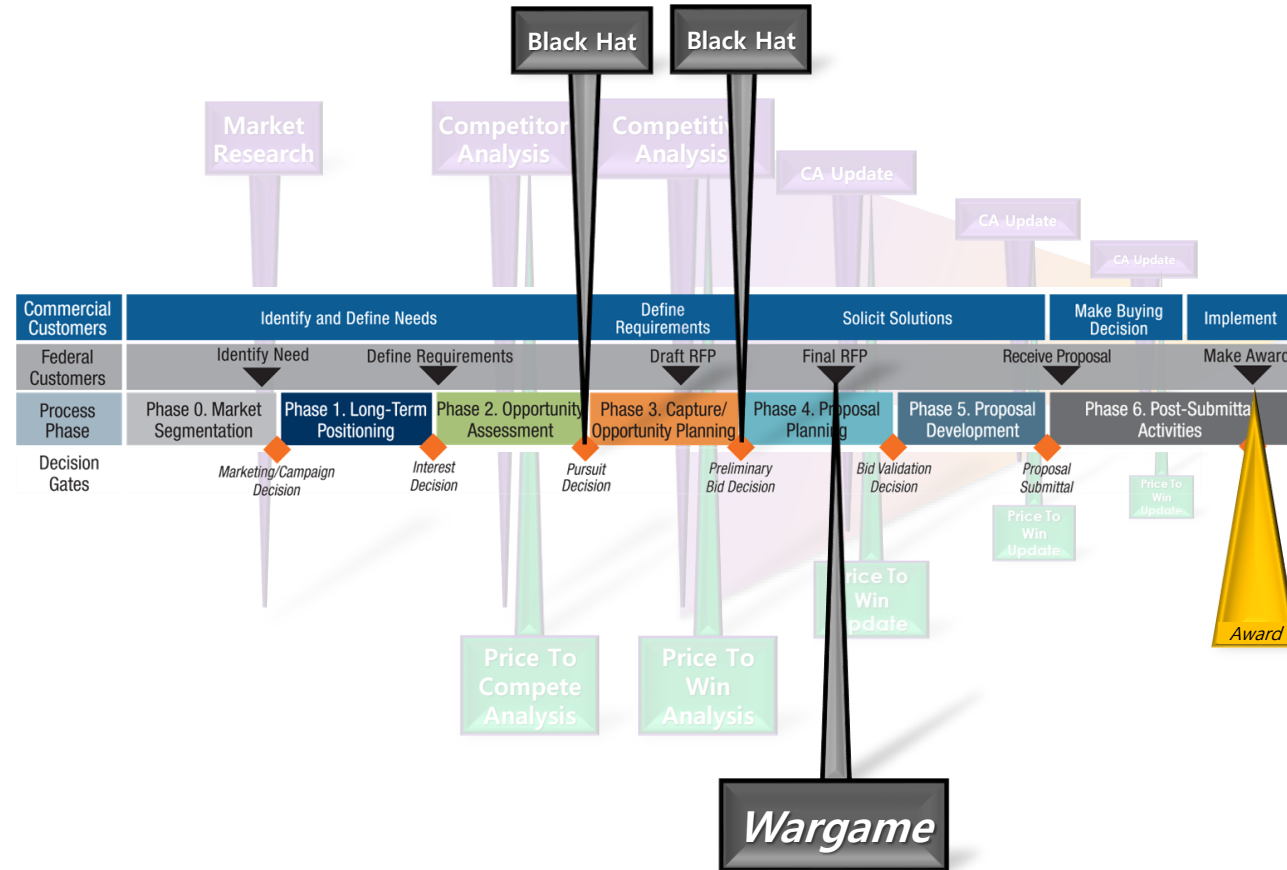 Black Hat
Black Hat
Market
Research
Competitor
Analysis
Competitiv
Analysis
CA Update
CA Update
CA Update
Commercial
Customers
Identify and Define Needs
Define
Requirements
Solicit Solutions
Make Buying
Decision
Implement
Federal
Customers
Identify Need
Define Requirements
Draft RFP
Final RFP
Receive Proposal
Make Award
Process
Phase
Phase 0. Market
Segmentation
Phase 1. Long-Term
Positioning
Phase 2. Opportunity
Assessment
Phase 3. Capture/
Opportunity Planning
Phase 4. Proposal
Planning
Phase 5. Proposal
Development
Phase 6. Post-Submittal
Activities
Decision
Gates
Marketing/Campaign
Decision
Interest
Decision
Pursuit
Decision
Preliminary
Bid Decision
Bid Validation
Decision
Proposal
Submittal
Price To
Win
Update
Price To
Win
Update
Price To
Win
Update
Price To
Compete
Analysis
Price To
Win
Analysis
Award
Wargame